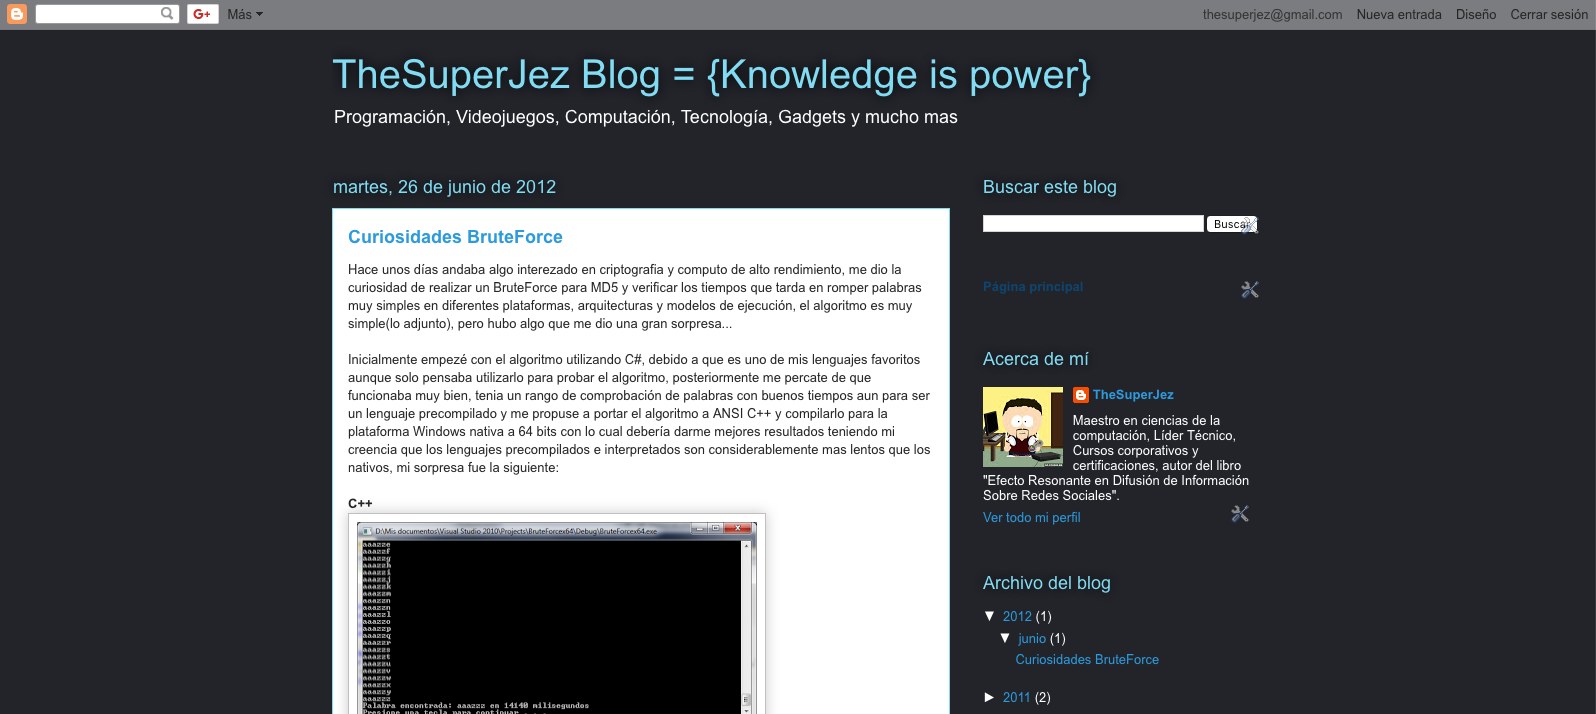 Más
thesuperjez@gmail.com Nueva entrada Diseño Cerrar sesión
TheSuperJez Blog = {Knowledge is power}
Programación, Videojuegos, Computación, Tecnología, Gadgets y mucho mas
martes, 26 de junio de 2012
Curiosidades BruteForce
Hace unos días andaba algo interezado en criptografia y computo de alto rendimiento, me dio la
curiosidad de realizar un BruteForce para MD5 y verificar los tiempos que tarda en romper palabras
muy simples en diferentes plataformas, arquitecturas y modelos de ejecución, el algoritmo es muy
simple(lo adjunto), pero hubo algo que me dio una gran sorpresa...
Inicialmente empezé con el algoritmo utilizando C#, debido a que es uno de mis lenguajes favoritos
aunque solo pensaba utilizarlo para probar el algoritmo, posteriormente me percate de que
funcionaba muy bien, tenia un rango de comprobación de palabras con buenos tiempos aun para ser
un lenguaje precompilado y me propuse a portar el algoritmo a ANSI C++ y compilarlo para la
plataforma Windows nativa a 64 bits con lo cual debería darme mejores resultados teniendo mi
creencia que los lenguajes precompilados e interpretados son considerablemente mas lentos que los
nativos, mi sorpresa fue la siguiente:
C++
D:\Mis documentos\Visual Studio 2010\Projects\BruteForcex64\Debug\BruteForcex64.exe
aaazze
aaazzf
aaazzg
aaazzh
aaazzi
aaazzj
aaazzk
aaazzm
aaazzn
aaazzn
aaazzl
aaazzo
aaazzp
aaazzq
aaazzr
aaazzs
aaazzt
aaazzu
aaazzv
aaazzw
aaazzx
aaazzy
aaazzz
Palabra encontrada: aaazzz en 14140 milisegundos
Presione una tecla para continuar . . .
Buscar este blog
Buscar
Página principal
Acerca de mí
TheSuperJez
Maestro en ciencias de la
computación, Líder Técnico,
Cursos corporativos y
certificaciones, autor del libro
"Efecto Resonante en Difusión de Información
Sobre Redes Sociales".
Ver todo mi perfil
Archivo del blog
▼ 2012 (1)
▼ junio (1)
Curiosidades BruteForce
► 2011 (2)